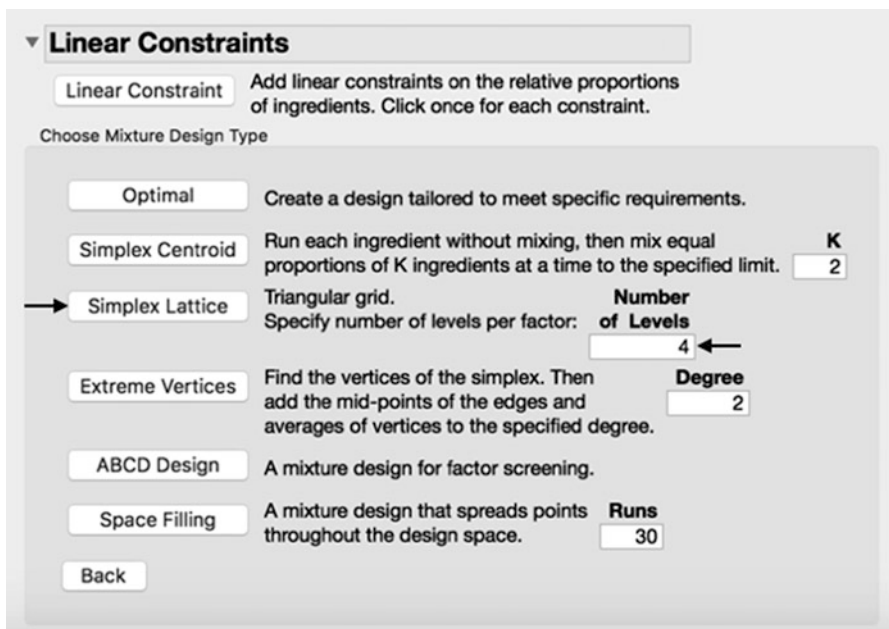 Linear Constraints
Linear Constraint
Add linear constraints on the relative proportions
of ingredients. Click once for each constraint.
Choose Mixture Design Type
Optimal
Create a design tailored to meet specific requirements.
Simplex Centroid
Run each ingredient without mixing, then mix equal
proportions of K ingredients at a time to the specified limit.
K
2
Simplex Lattice
Triangular grid.
Specify number of levels per factor:
Number
of Levels
4
Extreme Vertices
Find the vertices of the simplex. Then
add the mid-points of the edges and
averages of vertices to the specified degree.
Degree
2
ABCD Design
A mixture design for factor screening.
Space Filling
A mixture design that spreads points
throughout the design space.
Runs
30
Back